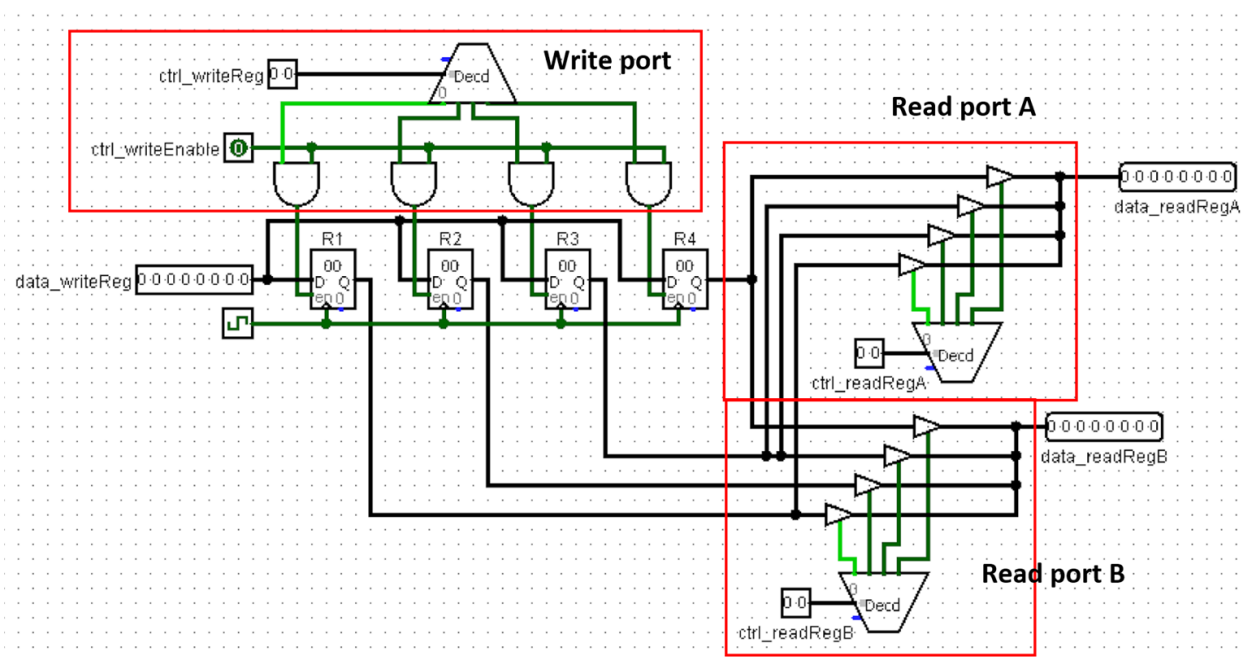 Write port
ctrl_writeReg 0 0
Decd
0
ctrl_writeEnable 0
Read port A
0 0 0 0 0 0 0 0
data_readRegA
R1 R2 R3 R4
00 00 00 00
data_writeReg 0 0 0 0 0 0 0 0
D Q D Q D Q D Q
en 0 en 0 en 0 en 0
0
0 0 Decd
ctrl_readRegA
0 0 0 0 0 0 0 0
data_readRegB
Read port B
0
0 0 Decd
ctrl_readRegB